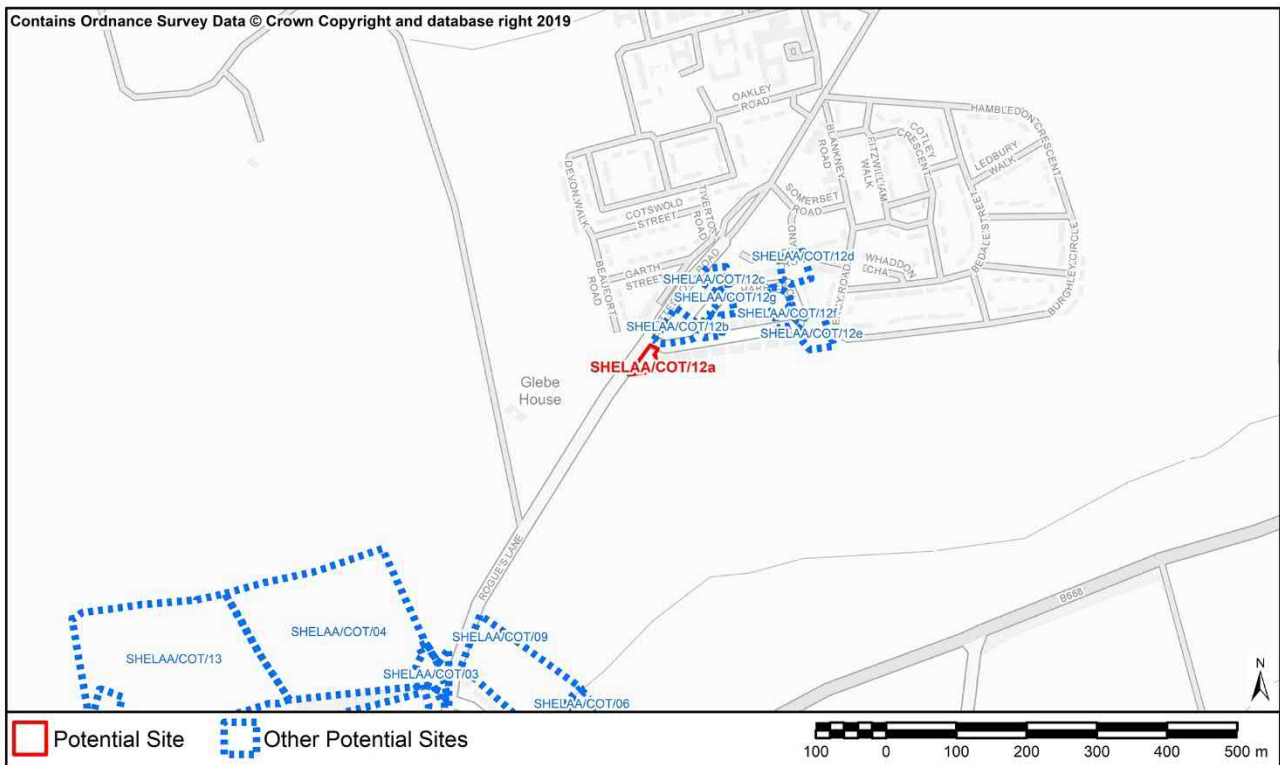 Contains Ordnance Survey Data © Crown Copyright and database right 2019
OAKLEY
ROAD
HAMBLEDON CRESCENT
COTLEY
CRESCENT
LEDBURY
WALK
BLANKNEY
ROAD
FITZWILLIAM
WALK
DEVON WALK
TIVERTON
ROAD
SOMERSET
ROAD
COTSWOLD
STREET
BEDALE STREET
BURGHLEY CIRCLE
SHELAA/COT/12d
WHADDON
GARTH
STREET
BEAUFORT
ROAD
ROAD
SHELAA/COT/12c
SHELAA/COT/12g
SHELAA/COT/12f
SHELAA/COT/12b
SHELAA/COT/12e
SHELAA/COT/12a
Glebe
House
ROGUE'S LANE
B668
SHELAA/COT/04
SHELAA/COT/09
SHELAA/COT/13
SHELAA/COT/03
SHELAA/COT/06
N
Potential Site
Other Potential Sites
100 0 100 200 300 400 500 m